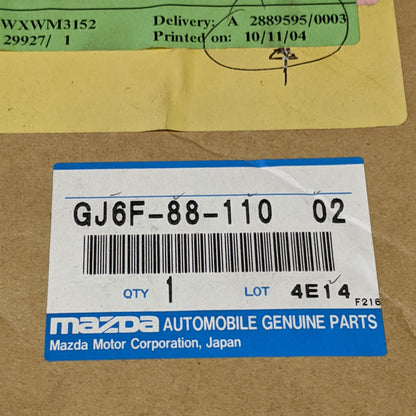 WXWM3152 Delivery: A 2889595/0003
29927/ 1 Printed on: 10/11/04
GJ6F-88-110 02
QTY 1 LOT 4E14
F216
mazda AUTOMOBILE GENUINE PARTS
Mazda Motor Corporation, Japan